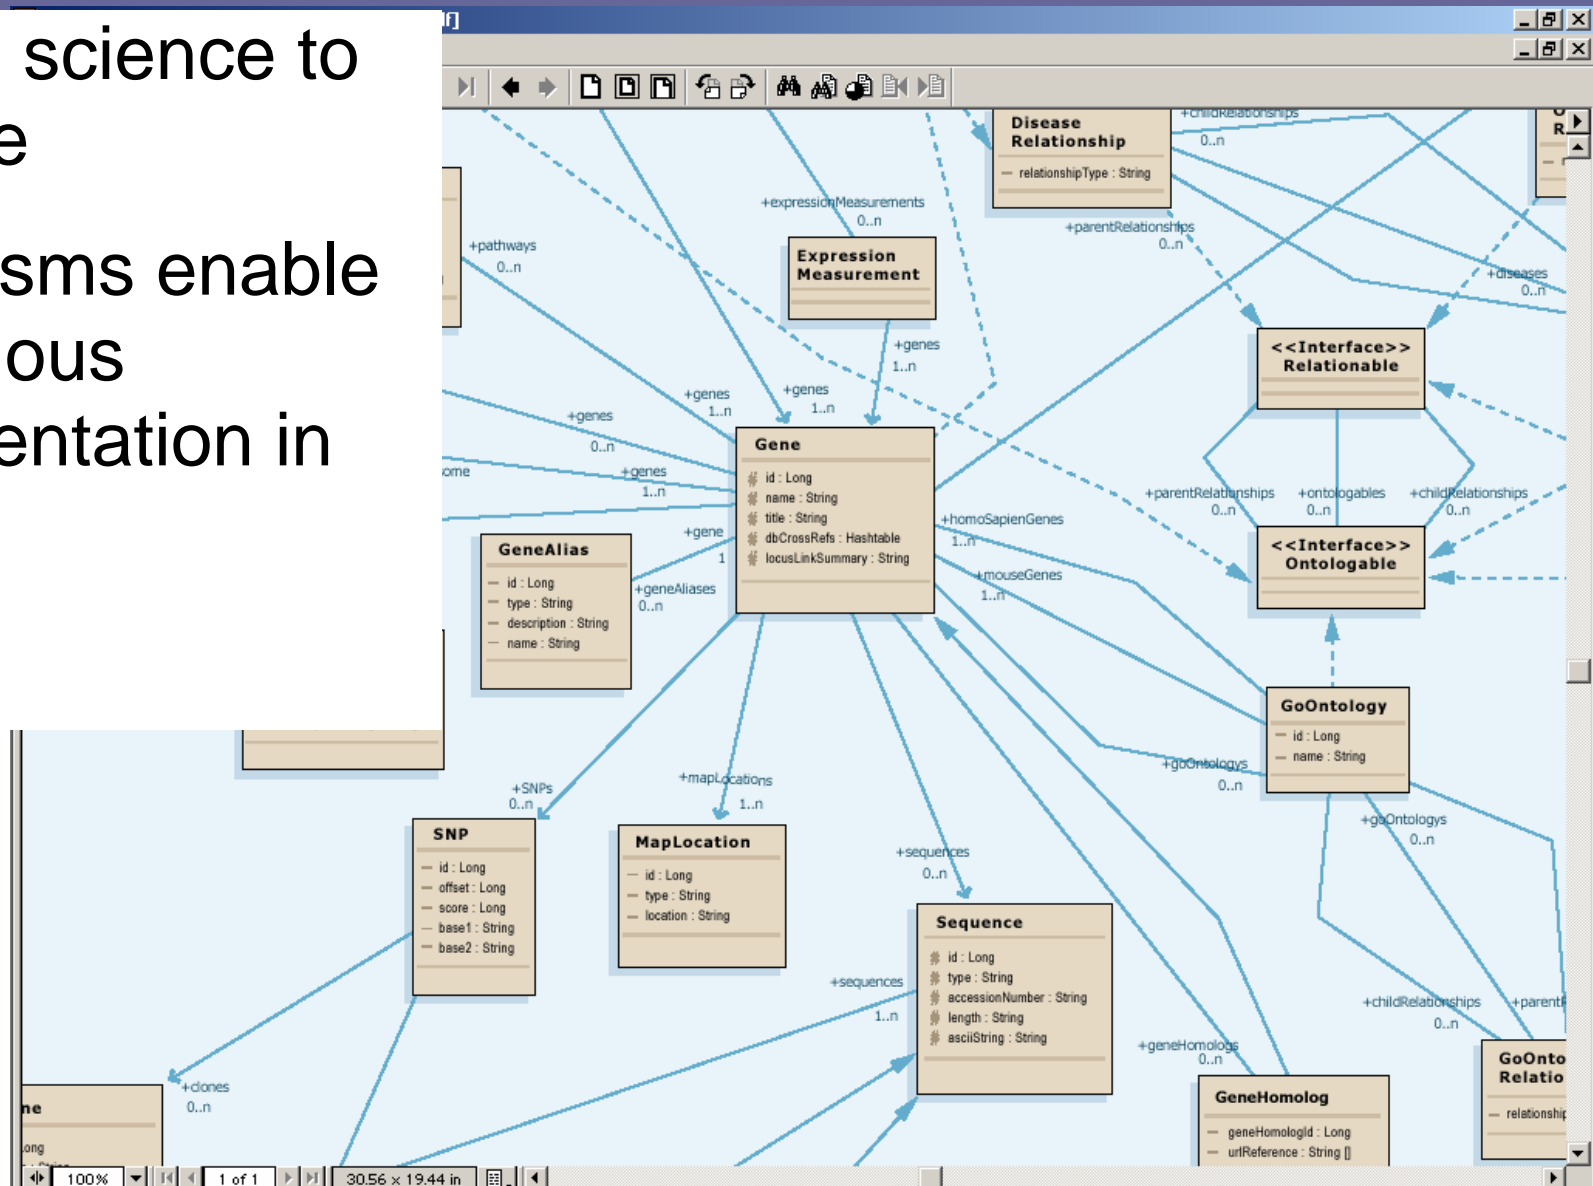 f]
science to
e
sms enable
ous
entation in
Disease
Relationship
relationshipType : String
+childRelationships
0..n
R
+expressionMeasurements
0..n
+parentRelationships
0..n
+pathways
0..n
Expression
Measurement
+diseases
0..n
+genes
1..n
<<Interface>>
Relationable
+genes
1..n
+genes
1..n
+genes
0..n
Gene
id : Long
name : String
title : String
dbCrossRefs : Hashtable
locusLinkSummary : String
ome
+genes
1..n
+parentRelationships
0..n
+ontologables
0..n
+childRelationships
0..n
+homoSapienGenes
1..n
+gene
1
<<Interface>>
Ontologable
GeneAlias
id : Long
type : String
description : String
name : String
+geneAliases
0..n
+mouseGenes
1..n
GoOntology
id : Long
name : String
+goOntologys
0..n
+SNPs
0..n
+mapLocations
1..n
+goOntologys
0..n
SNP
id : Long
offset : Long
score : Long
base1 : String
base2 : String
MapLocation
id : Long
type : String
location : String
+sequences
0..n
Sequence
id : Long
type : String
accessionNumber : String
length : String
asciiString : String
+sequences
1..n
+childRelationships
0..n
+parentR
+geneHomologs
0..n
GoOnto
Relatio
relationship
+clones
0..n
ne
ong
GeneHomolog
geneHomologId : Long
urlReference : String []
100%
1 of 1
30.56 x 19.44 in